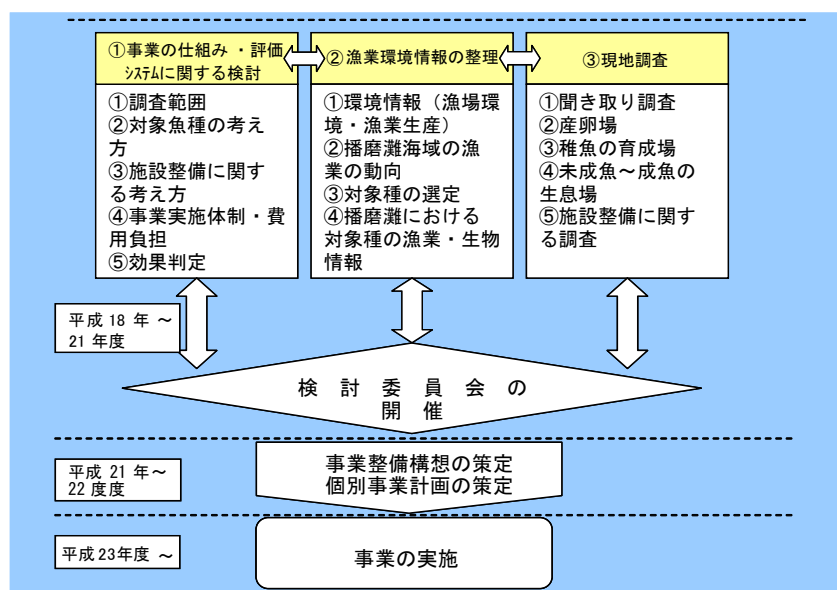 ①事業の仕組み・評価
ｼｽﾃﾑに関する検討
①調査範囲
②対象魚種の考え
方
③施設整備に関す
る考え方
④事業実施体制・費
用負担
⑤効果判定
②漁業環境情報の整理
①環境情報（漁場環
境・漁業生産）
②播磨灘海域の漁
業の動向
③対象種の選定
④播磨灘における
対象種の漁業・生物
情報
③現地調査
①聞き取り調査
②産卵場
③稚魚の育成場
④未成魚～成魚の
生息場
⑤施設整備に関す
る調査
平成 18 年 ～
21 年度
検 討 委 員 会 の
開 催
平成 21 年～
22 度度
事業整備構想の策定
個別事業計画の策定
平成23年度 ～
事業の実施